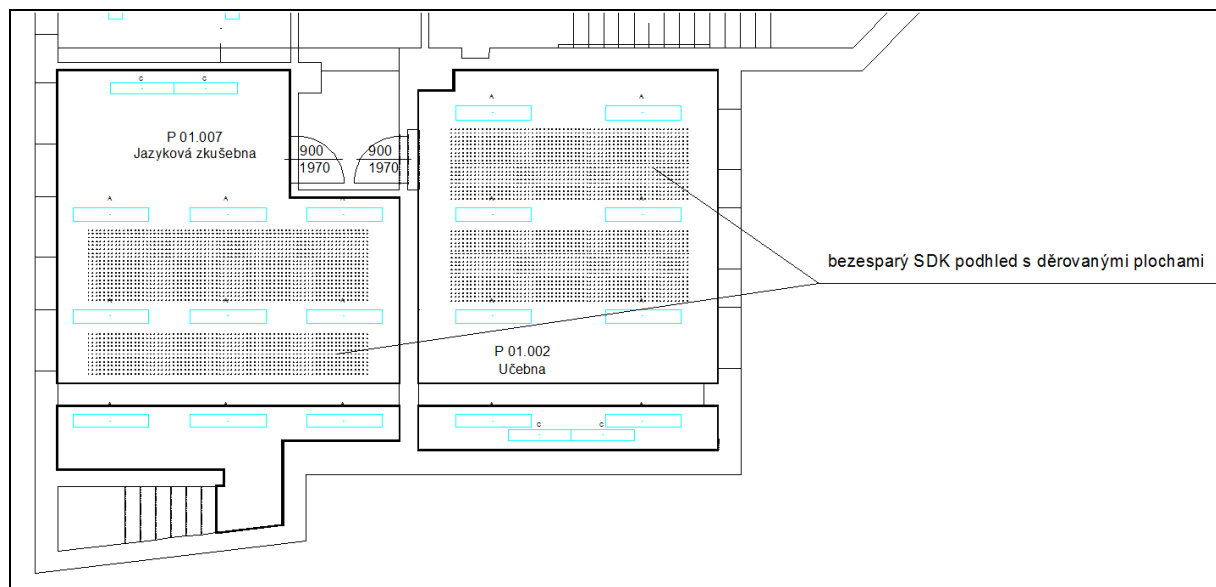 C C
P 01.007
Jazyková zkušebna
A A
900 900
1970 1970
A A A A A
bezesparý SDK podhled s děrovanými plochami
A A A A A
P 01.002
Učebna
A A A A A
C C